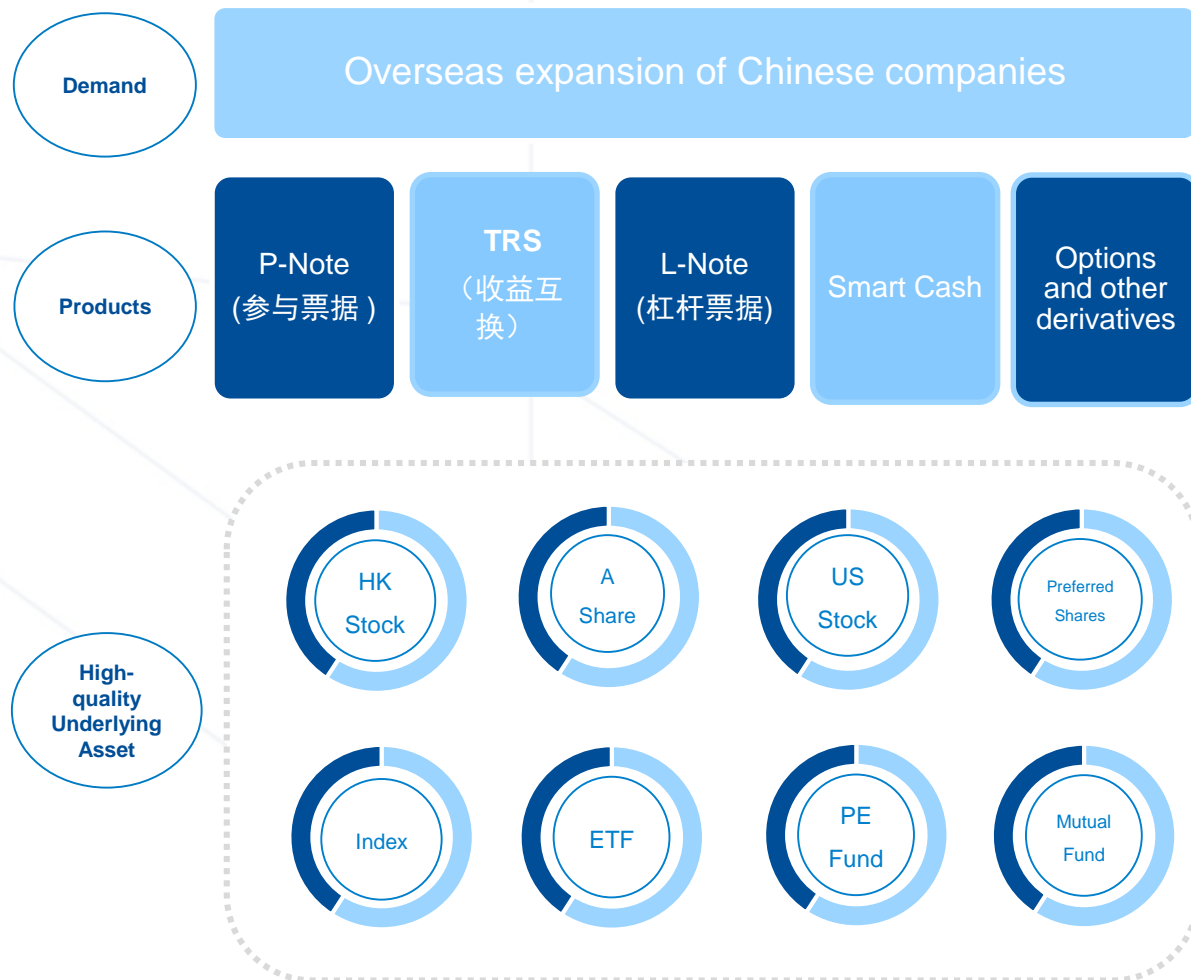 Demand
Overseas expansion of Chinese companies
Products
P-Note
(参与票据 )
TRS
（收益互
换）
L-Note
(杠杆票据)
Smart Cash
Options
and other
derivatives
High-
quality
Underlying
Asset
HK
Stock
A
Share
US
Stock
Preferred
Shares
Index
ETF
PE
Fund
Mutual
Fund